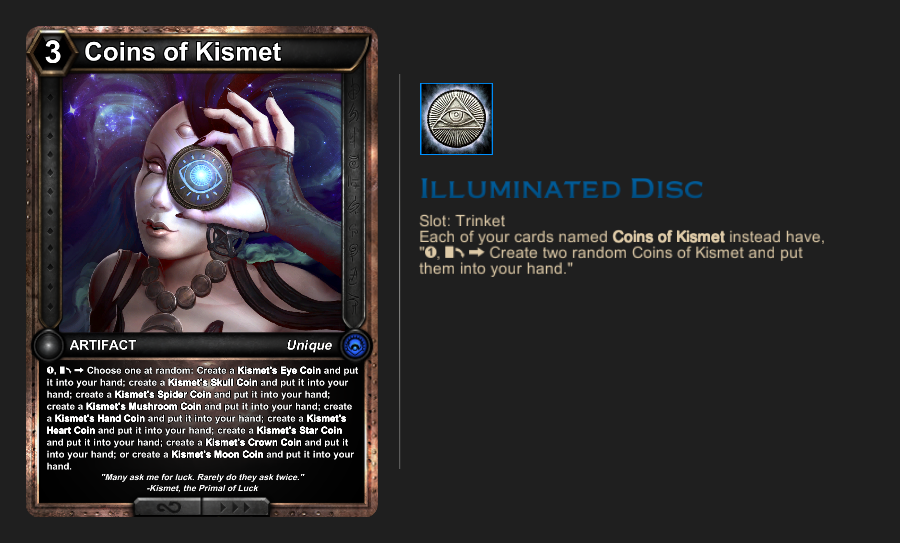 3 Coins of Kismet
ARTIFACT Unique
❶, ➡ Choose one at random: Create a Kismet's Eye Coin and put
it into your hand; create a Kismet's Skull Coin and put it into your
hand; create a Kismet's Spider Coin and put it into your hand;
create a Kismet's Mushroom Coin and put it into your hand; create
a Kismet's Hand Coin and put it into your hand; create a Kismet's
Heart Coin and put it into your hand; create a Kismet's Star Coin
and put it into your hand; create a Kismet's Crown Coin and put it
into your hand; or create a Kismet's Moon Coin and put it into your
hand.
"Many ask me for luck. Rarely do they ask twice."
-Kismet, the Primal of Luck
Illuminated Disc
Slot: Trinket
Each of your cards named Coins of Kismet instead have,
"❶, ➡ Create two random Coins of Kismet and put
them into your hand."